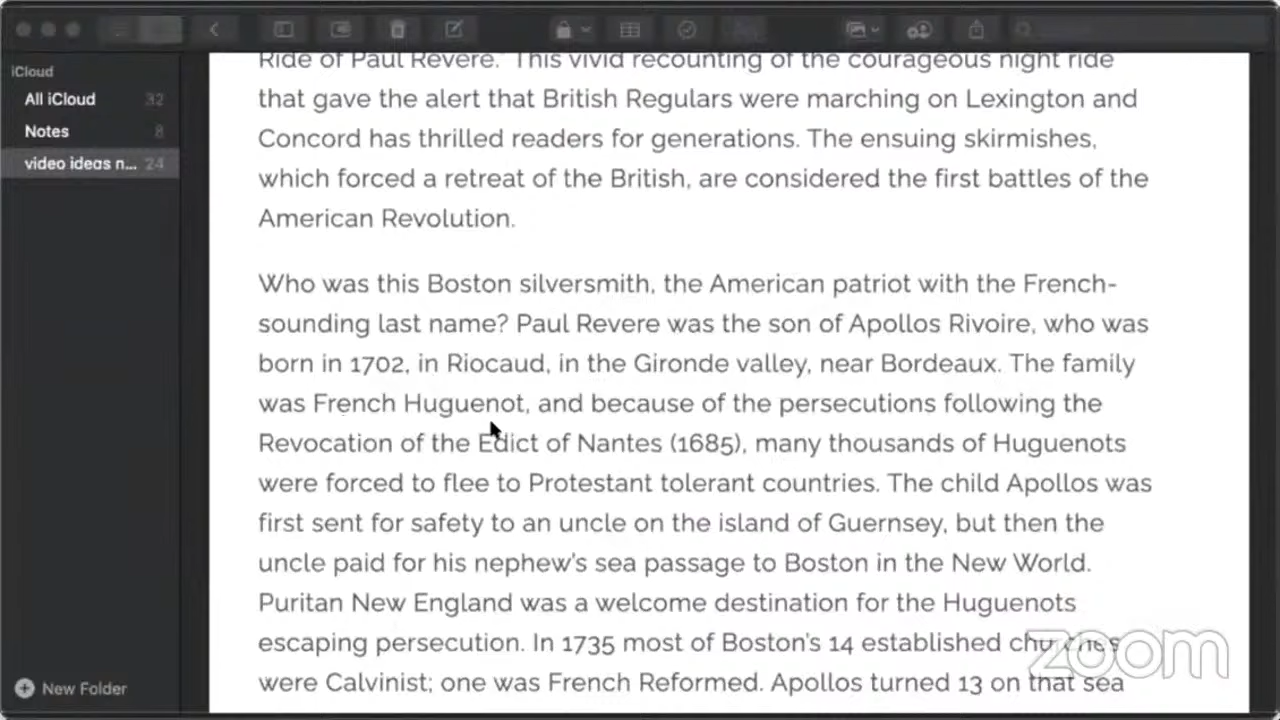 iCloud
All iCloud 32
Notes 8
video ideas n... 24
New Folder
Ride of Paul Revere." This vivid recounting of the courageous night ride
that gave the alert that British Regulars were marching on Lexington and
Concord has thrilled readers for generations. The ensuing skirmishes,
which forced a retreat of the British, are considered the first battles of the
American Revolution.
Who was this Boston silversmith, the American patriot with the French-
sounding last name? Paul Revere was the son of Apollos Rivoire, who was
born in 1702, in Riocaud, in the Gironde valley, near Bordeaux. The family
was French Huguenot, and because of the persecutions following the
Revocation of the Edict of Nantes (1685), many thousands of Huguenots
were forced to flee to Protestant tolerant countries. The child Apollos was
first sent for safety to an uncle on the island of Guernsey, but then the
uncle paid for his nephew's sea passage to Boston in the New World.
Puritan New England was a welcome destination for the Huguenots
escaping persecution. In 1735 most of Boston's 14 established churches
were Calvinist; one was French Reformed. Apollos turned 13 on that sea
zoom